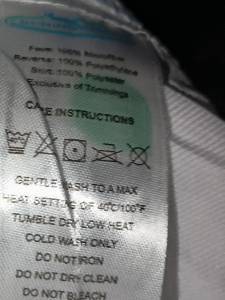 Face: 100% Microfiber
Reverse: 100% Polyethylene
Skirt: 100% Polyester
Exclusive of Trimmings
CARE INSTRUCTIONS
GENTLE WASH TO A MAX
HEAT SETTING OF 40°C/100°F
TUMBLE DRY LOW HEAT
COLD WASH ONLY
DO NOT IRON
DO NOT DRY CLEAN
DO NOT BLEACH